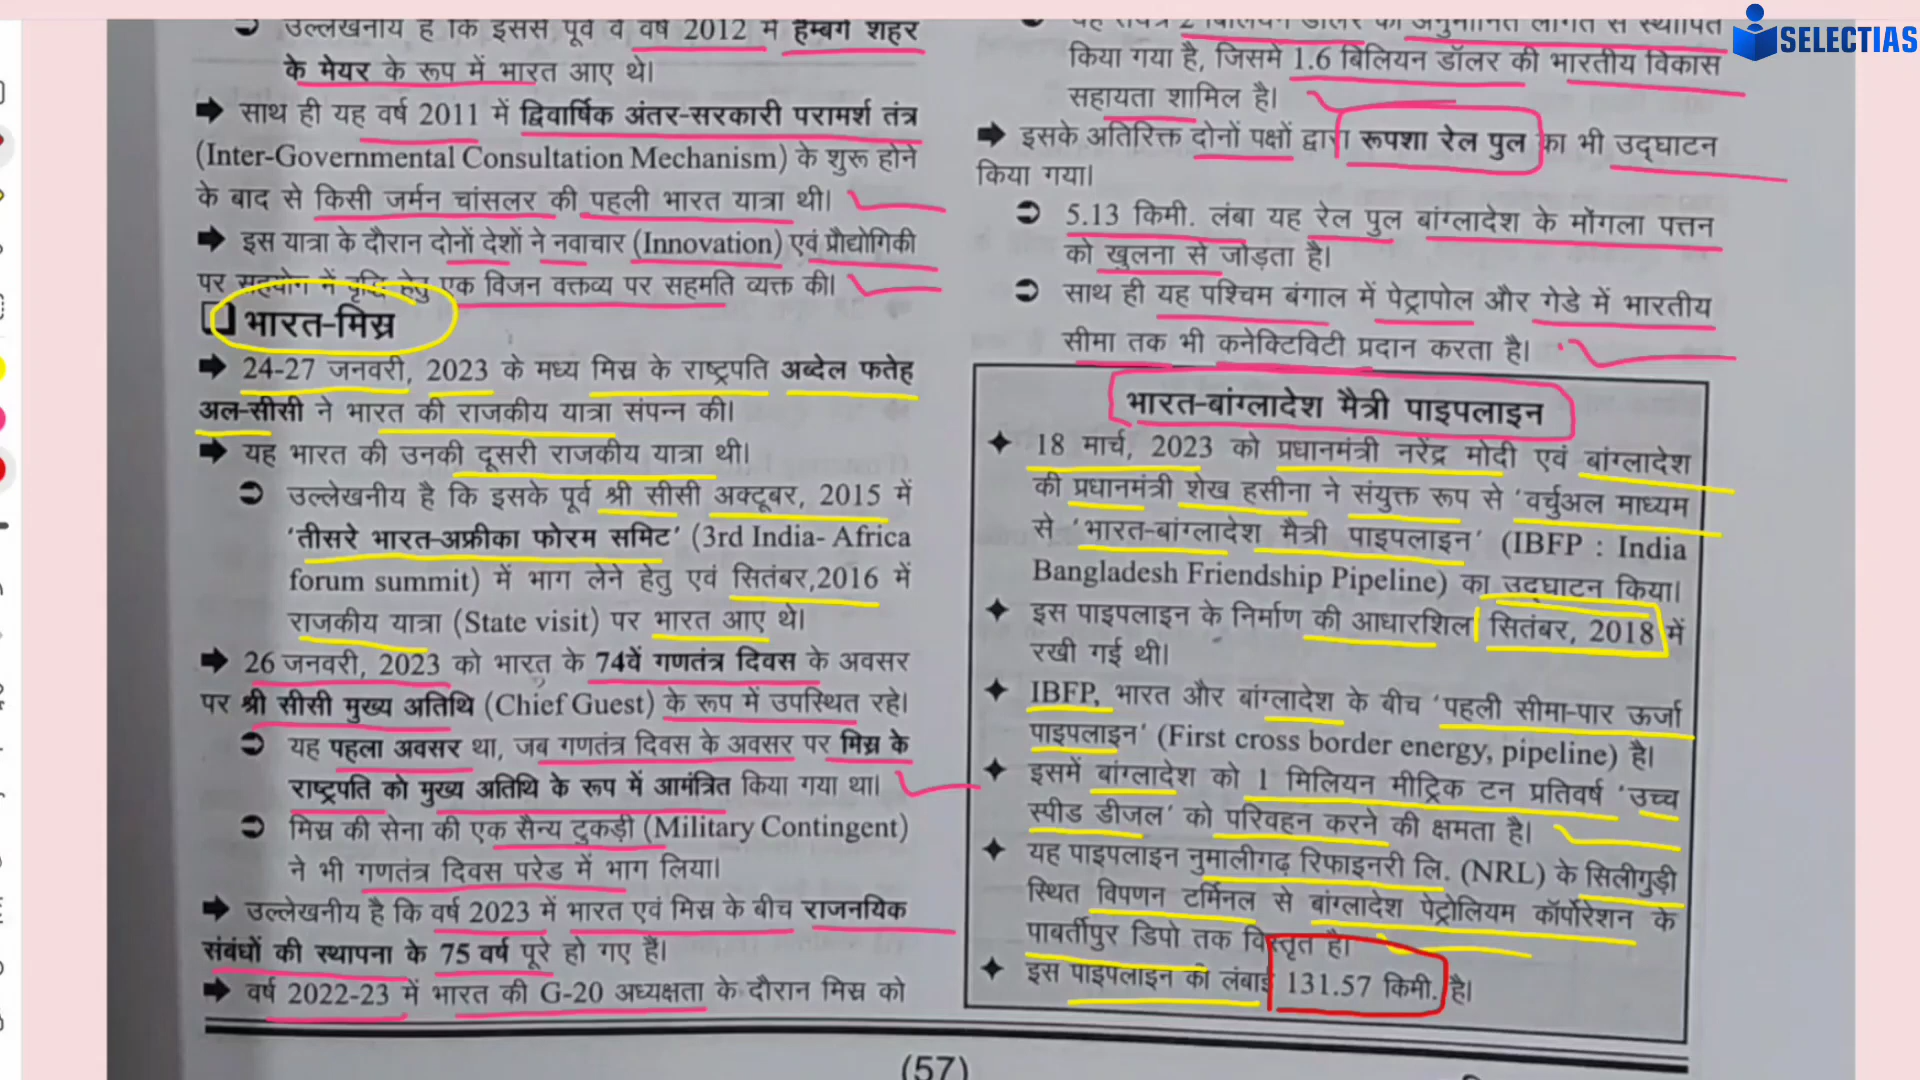 उल्लेखनीय है कि इससे पूर्व वे वर्ष 2012 में हैम्बर्ग शहर
के मेयर के रूप में भारत आए थे।
साथ ही यह वर्ष 2011 में द्विवार्षिक अंतर-सरकारी परामर्श तंत्र
(Inter-Governmental Consultation Mechanism) के शुरू होने
के बाद से किसी जर्मन चांसलर की पहली भारत यात्रा थी।
इस यात्रा के दौरान दोनों देशों ने नवाचार (Innovation) एवं प्रौद्योगिकी
पर सहयोग में वृद्धि हेतु एक विजन वक्तव्य पर सहमति व्यक्त की।
भारत-मिस्र
24-27 जनवरी, 2023 के मध्य मिस्र के राष्ट्रपति अब्देल फतेह
अल-सीसी ने भारत की राजकीय यात्रा संपन्न की।
यह भारत की उनकी दूसरी राजकीय यात्रा थी।
उल्लेखनीय है कि इसके पूर्व श्री सीसी अक्टूबर, 2015 में
'तीसरे भारत-अफ्रीका फोरम समिट' (3rd India- Africa
forum summit) में भाग लेने हेतु एवं सितंबर,2016 में
राजकीय यात्रा (State visit) पर भारत आए थे।
26 जनवरी, 2023 को भारत के 74वें गणतंत्र दिवस के अवसर
पर श्री सीसी मुख्य अतिथि (Chief Guest) के रूप में उपस्थित रहे।
यह पहला अवसर था, जब गणतंत्र दिवस के अवसर पर मिस्र के
राष्ट्रपति को मुख्य अतिथि के रूप में आमंत्रित किया गया था।
मिस्र की सेना की एक सैन्य टुकड़ी (Military Contingent)
ने भी गणतंत्र दिवस परेड में भाग लिया।
उल्लेखनीय है कि वर्ष 2023 में भारत एवं मिस्र के बीच राजनयिक
संबंधों की स्थापना के 75 वर्ष पूरे हो गए हैं।
वर्ष 2022-23 में भारत की G-20 अध्यक्षता के दौरान मिस्र को
यह संयंत्र 2 बिलियन डॉलर की अनुमानित लागत से स्थापित
किया गया है, जिसमें 1.6 बिलियन डॉलर की भारतीय विकास
सहायता शामिल है।
इसके अतिरिक्त दोनों पक्षों द्वारा रूपशा रेल पुल का भी उद्घाटन
किया गया।
5.13 किमी. लंबा यह रेल पुल बांग्लादेश के मोंगला पत्तन
को खुलना से जोड़ता है।
साथ ही यह पश्चिम बंगाल में पेट्रापोल और गेडे में भारतीय
सीमा तक भी कनेक्टिविटी प्रदान करता है।
भारत-बांग्लादेश मैत्री पाइपलाइन
18 मार्च, 2023 को प्रधानमंत्री नरेंद्र मोदी एवं बांग्लादेश
की प्रधानमंत्री शेख हसीना ने संयुक्त रूप से 'वर्चुअल माध्यम
से 'भारत-बांग्लादेश मैत्री पाइपलाइन' (IBFP : India
Bangladesh Friendship Pipeline) का उद्घाटन किया।
इस पाइपलाइन के निर्माण की आधारशिला सितंबर, 2018 में
रखी गई थी।
IBFP, भारत और बांग्लादेश के बीच 'पहली सीमा-पार ऊर्जा
पाइपलाइन' (First cross border energy, pipeline) है।
इसमें बांग्लादेश को 1 मिलियन मीट्रिक टन प्रतिवर्ष 'उच्च
स्पीड डीजल' को परिवहन करने की क्षमता है।
यह पाइपलाइन नुमालीगढ़ रिफाइनरी लि. (NRL) के सिलीगुड़ी
स्थित विपणन टर्मिनल से बांग्लादेश पेट्रोलियम कॉर्पोरेशन के
पाबर्तीपुर डिपो तक विस्तृत है।
इस पाइपलाइन की लंबाई 131.57 किमी. है।
(57)
SELECTIAS